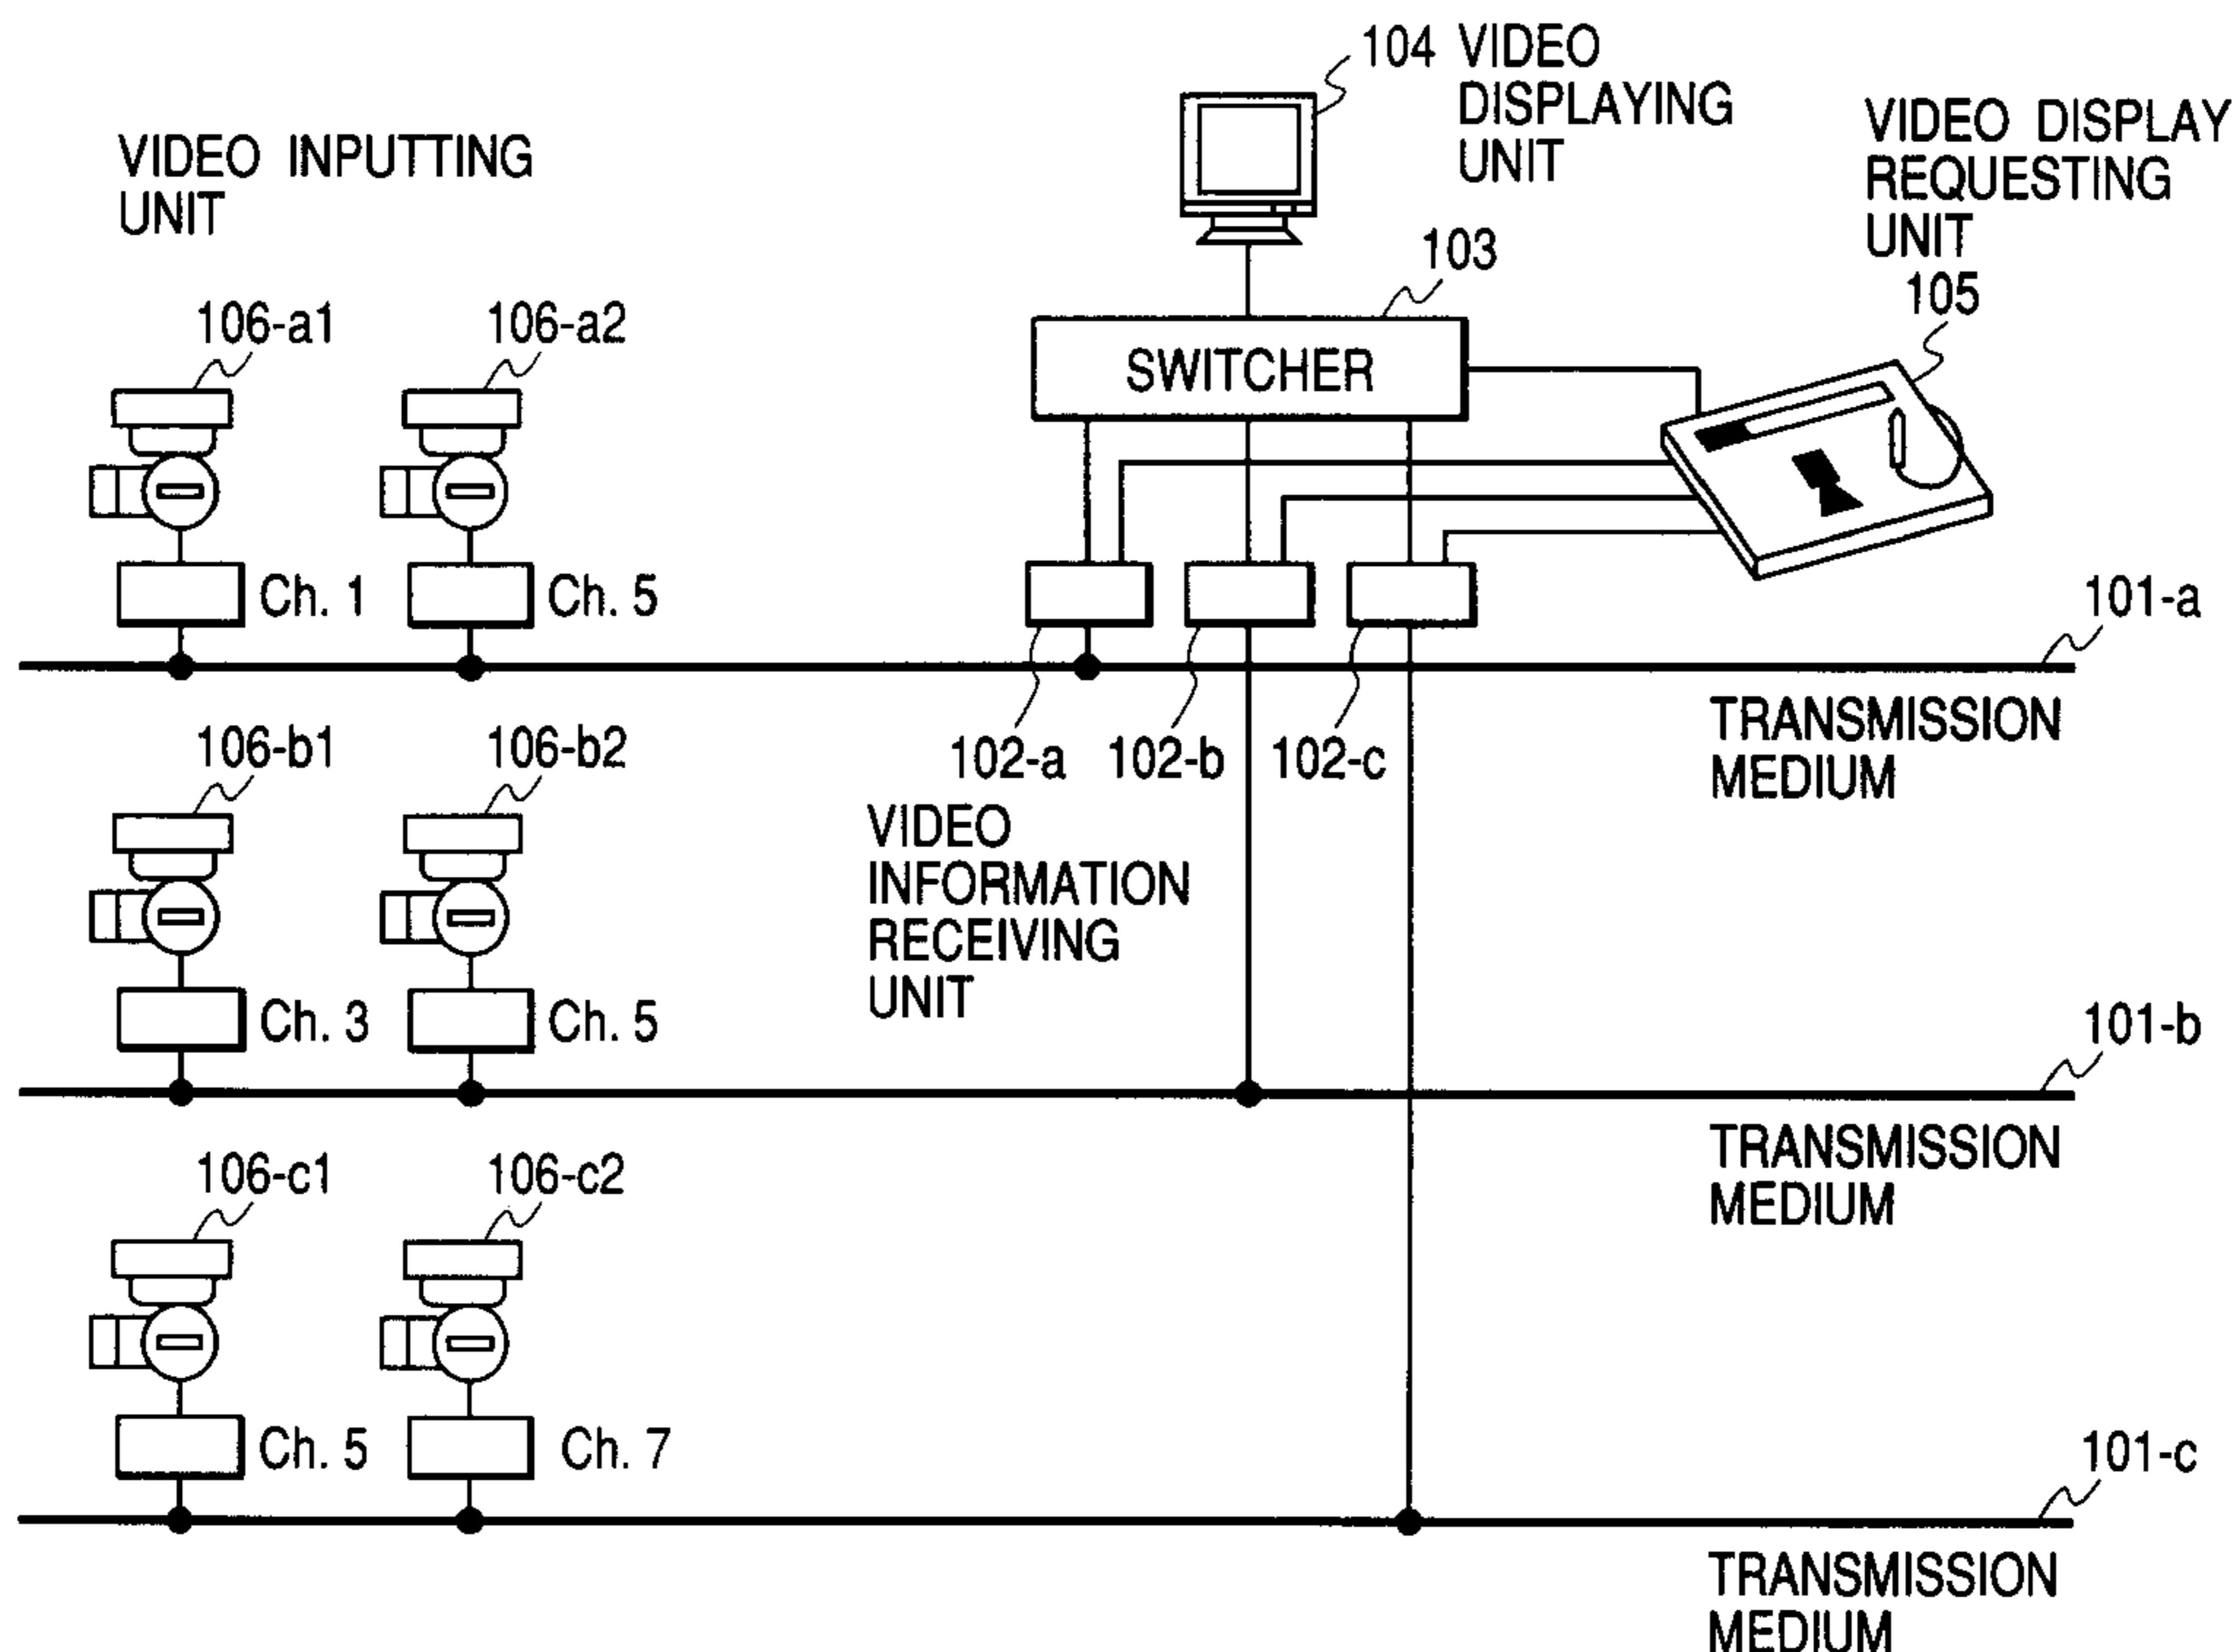 104 VIDEO
DISPLAYING
UNIT
VIDEO DISPLAY
REQUESTING
UNIT
105
VIDEO INPUTTING
UNIT
103
106-a1
106-a2
SWITCHER
Ch. 1
Ch. 5
101-a
TRANSMISSION
MEDIUM
102-a
102-b
102-c
VIDEO
INFORMATION
RECEIVING
UNIT
106-b1
106-b2
Ch. 3
Ch. 5
101-b
TRANSMISSION
MEDIUM
106-c1
106-c2
Ch. 5
Ch. 7
101-c
TRANSMISSION
MEDIUM